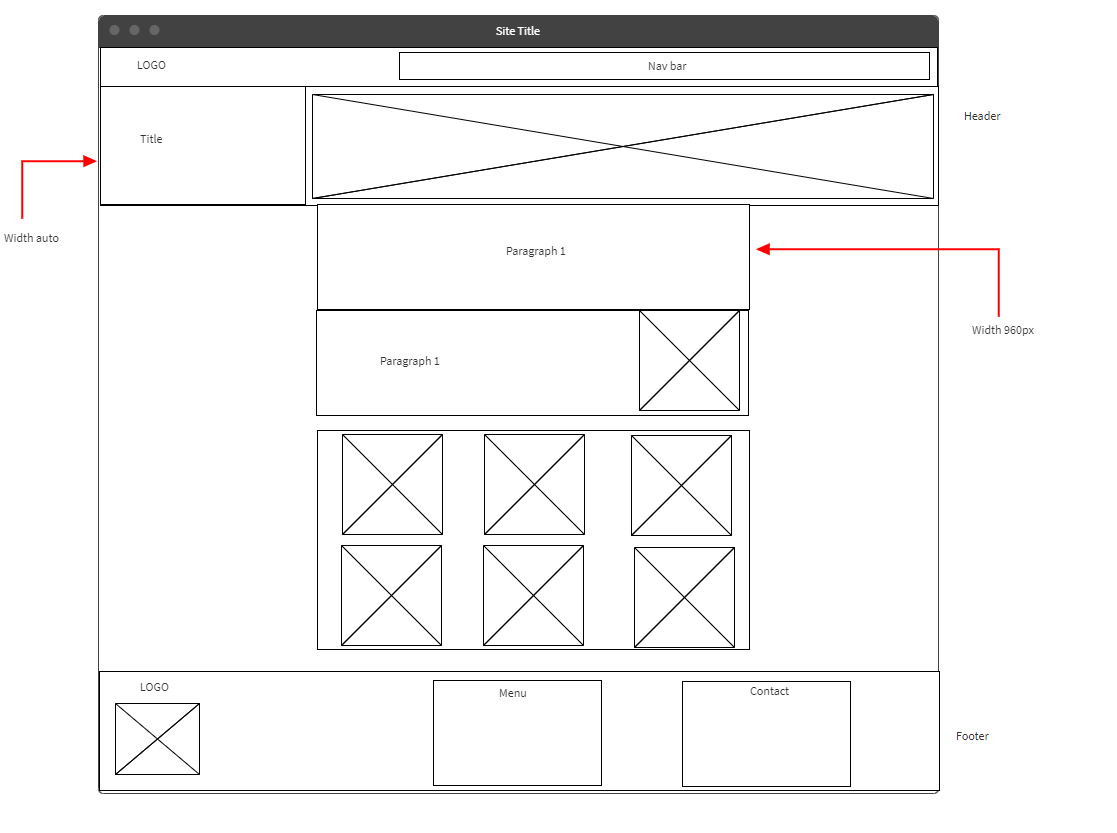 Site Title
LOGO
Nav bar
Header
Title
Width auto
Paragraph 1
Width 960px
Paragraph 1
LOGO
Menu
Contact
Footer